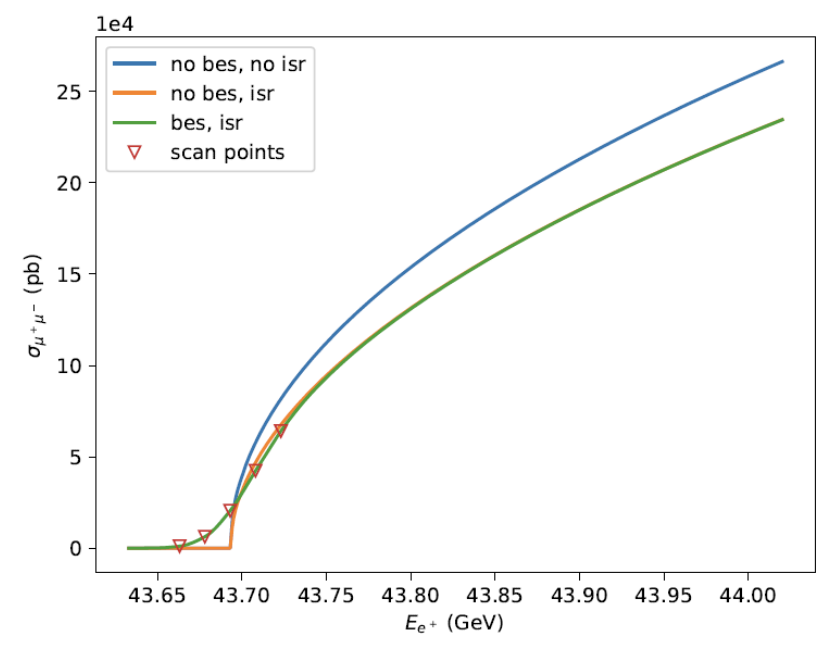 1e4
no bes, no isr
no bes, isr
bes, isr
scan points
25
20
15
10
5
0
σμ⁺μ⁻ (pb)
43.65 43.70 43.75 43.80 43.85 43.90 43.95 44.00
Ee⁺ (GeV)